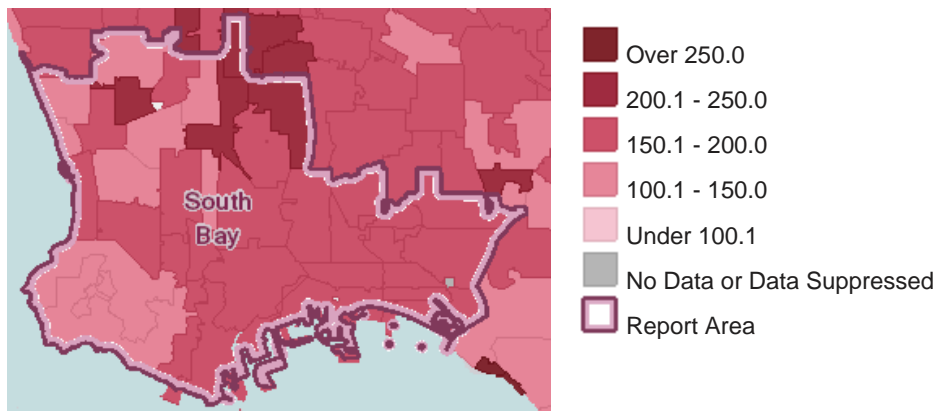 South
Bay
Over 250.0
200.1 - 250.0
150.1 - 200.0
100.1 - 150.0
Under 100.1
No Data or Data Suppressed
Report Area